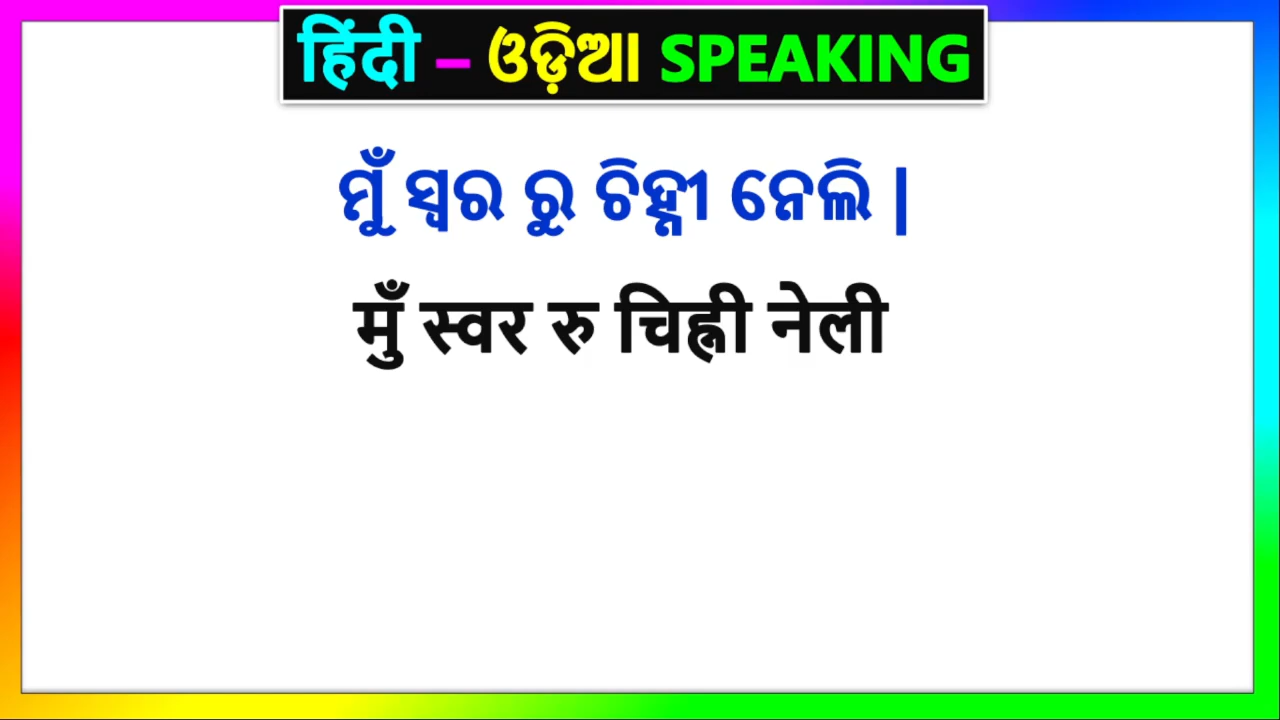 हिंदी – ଓଡ଼ିଆ SPEAKING
ମୁଁ ସ୍ୱର ରୁ ଚିହ୍ନୀ ନେଲି |
मुँ स्वर रु चिह्नी नेली